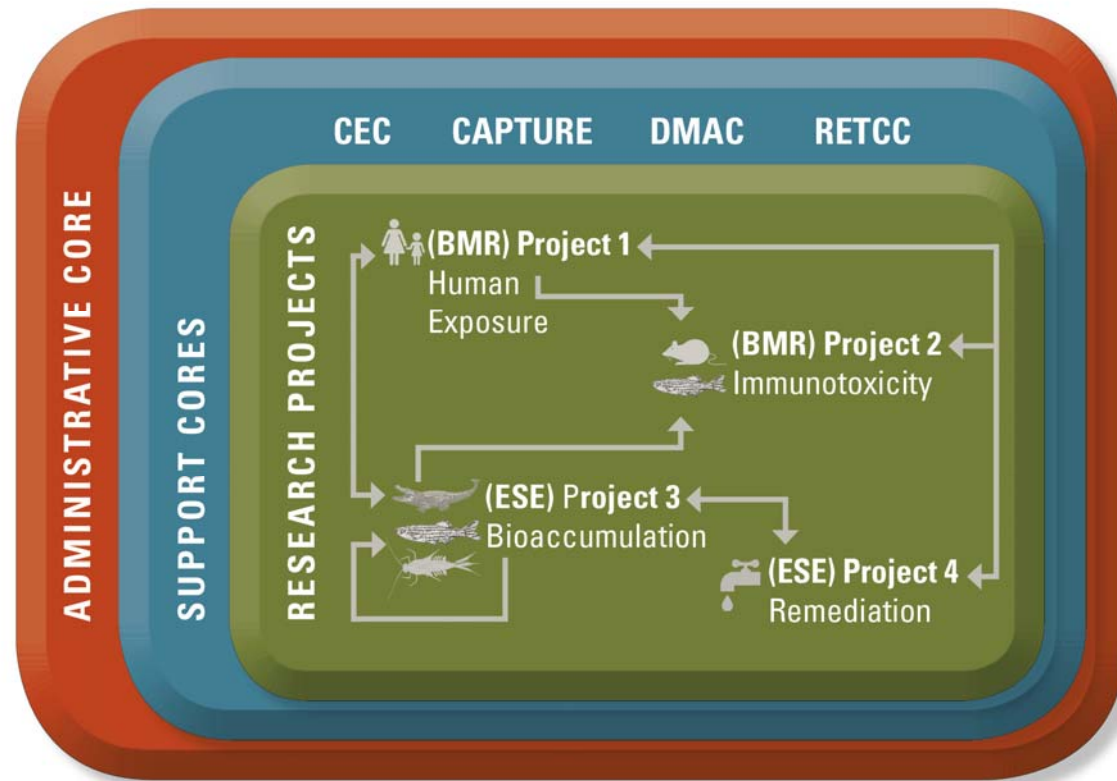 ADMINISTRATIVE CORE
SUPPORT CORES
CEC CAPTURE DMAC RETCC
RESEARCH PROJECTS
(BMR) Project 1
Human
Exposure
(BMR) Project 2
Immunotoxicity
(ESE) Project 3
Bioaccumulation
(ESE) Project 4
Remediation